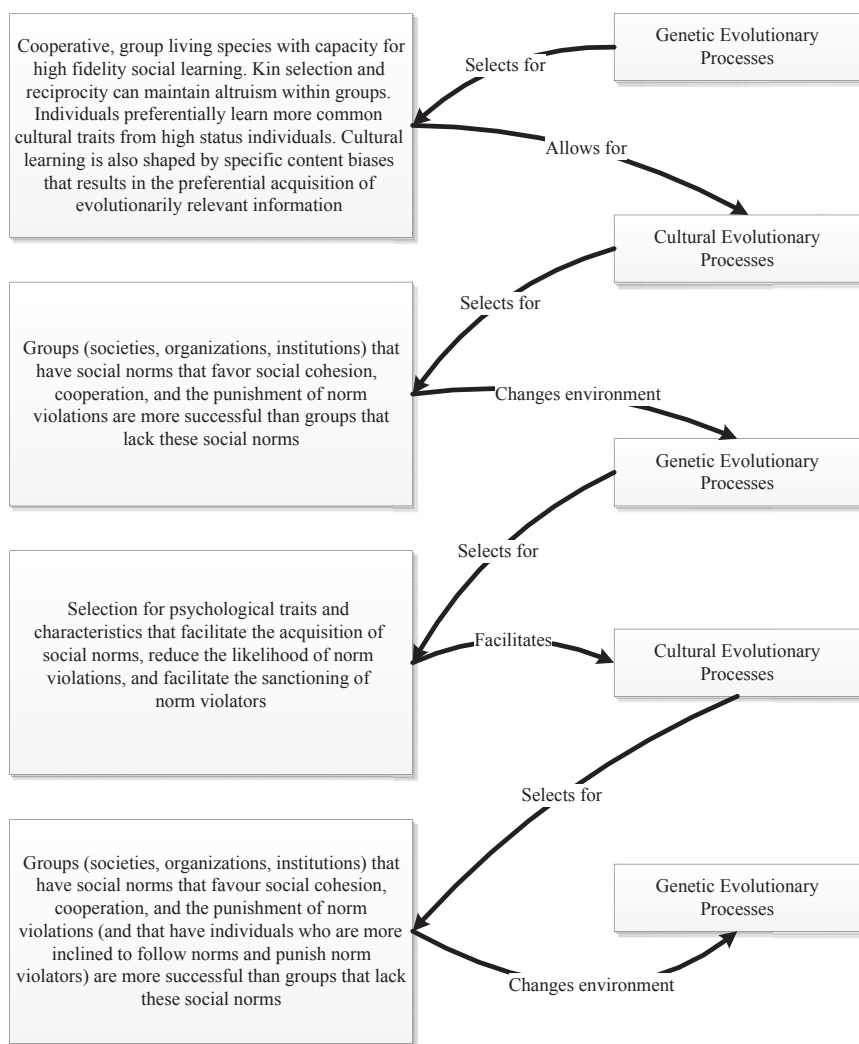 Cooperative, group living species with capacity for
high fidelity social learning. Kin selection and
reciprocity can maintain altruism within groups.
Individuals preferentially learn more common
cultural traits from high status individuals. Cultural
learning is also shaped by specific content biases
that results in the preferential acquisition of
evolutionarily relevant information
Selects for
Genetic Evolutionary
Processes
Allows for
Cultural Evolutionary
Processes
Selects for
Groups (societies, organizations, institutions) that
have social norms that favor social cohesion,
cooperation, and the punishment of norm
violations are more successful than groups that
lack these social norms
Changes environment
Genetic Evolutionary
Processes
Selects for
Selection for psychological traits and
characteristics that facilitate the acquisition of
social norms, reduce the likelihood of norm
violations, and facilitate the sanctioning of
norm violators
Facilitates
Cultural Evolutionary
Processes
Selects for
Groups (societies, organizations, institutions) that
have social norms that favour social cohesion,
cooperation, and the punishment of norm
violations (and that have individuals who are more
inclined to follow norms and punish norm
violators) are more successful than groups that lack
these social norms
Genetic Evolutionary
Processes
Changes environment